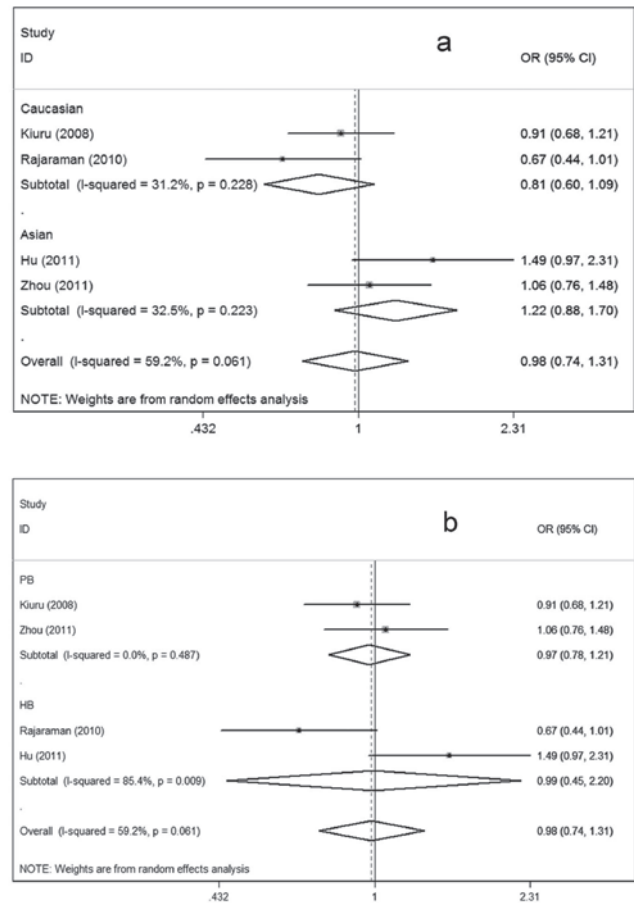 a
Study
ID OR (95% CI)
Caucasian
Kiuru (2008) 0.91 (0.68, 1.21)
Rajaraman (2010) 0.67 (0.44, 1.01)
Subtotal (I-squared = 31.2%, p = 0.228) 0.81 (0.60, 1.09)
.
Asian
Hu (2011) 1.49 (0.97, 2.31)
Zhou (2011) 1.06 (0.76, 1.48)
Subtotal (I-squared = 32.5%, p = 0.223) 1.22 (0.88, 1.70)
.
Overall (I-squared = 59.2%, p = 0.061) 0.98 (0.74, 1.31)
NOTE: Weights are from random effects analysis
.432 1 2.31
b
Study
ID OR (95% CI)
PB
Kiuru (2008) 0.91 (0.68, 1.21)
Zhou (2011) 1.06 (0.76, 1.48)
Subtotal (I-squared = 0.0%, p = 0.487) 0.97 (0.78, 1.21)
.
HB
Rajaraman (2010) 0.67 (0.44, 1.01)
Hu (2011) 1.49 (0.97, 2.31)
Subtotal (I-squared = 85.4%, p = 0.009) 0.99 (0.45, 2.20)
.
Overall (I-squared = 59.2%, p = 0.061) 0.98 (0.74, 1.31)
NOTE: Weights are from random effects analysis
.432 1 2.31